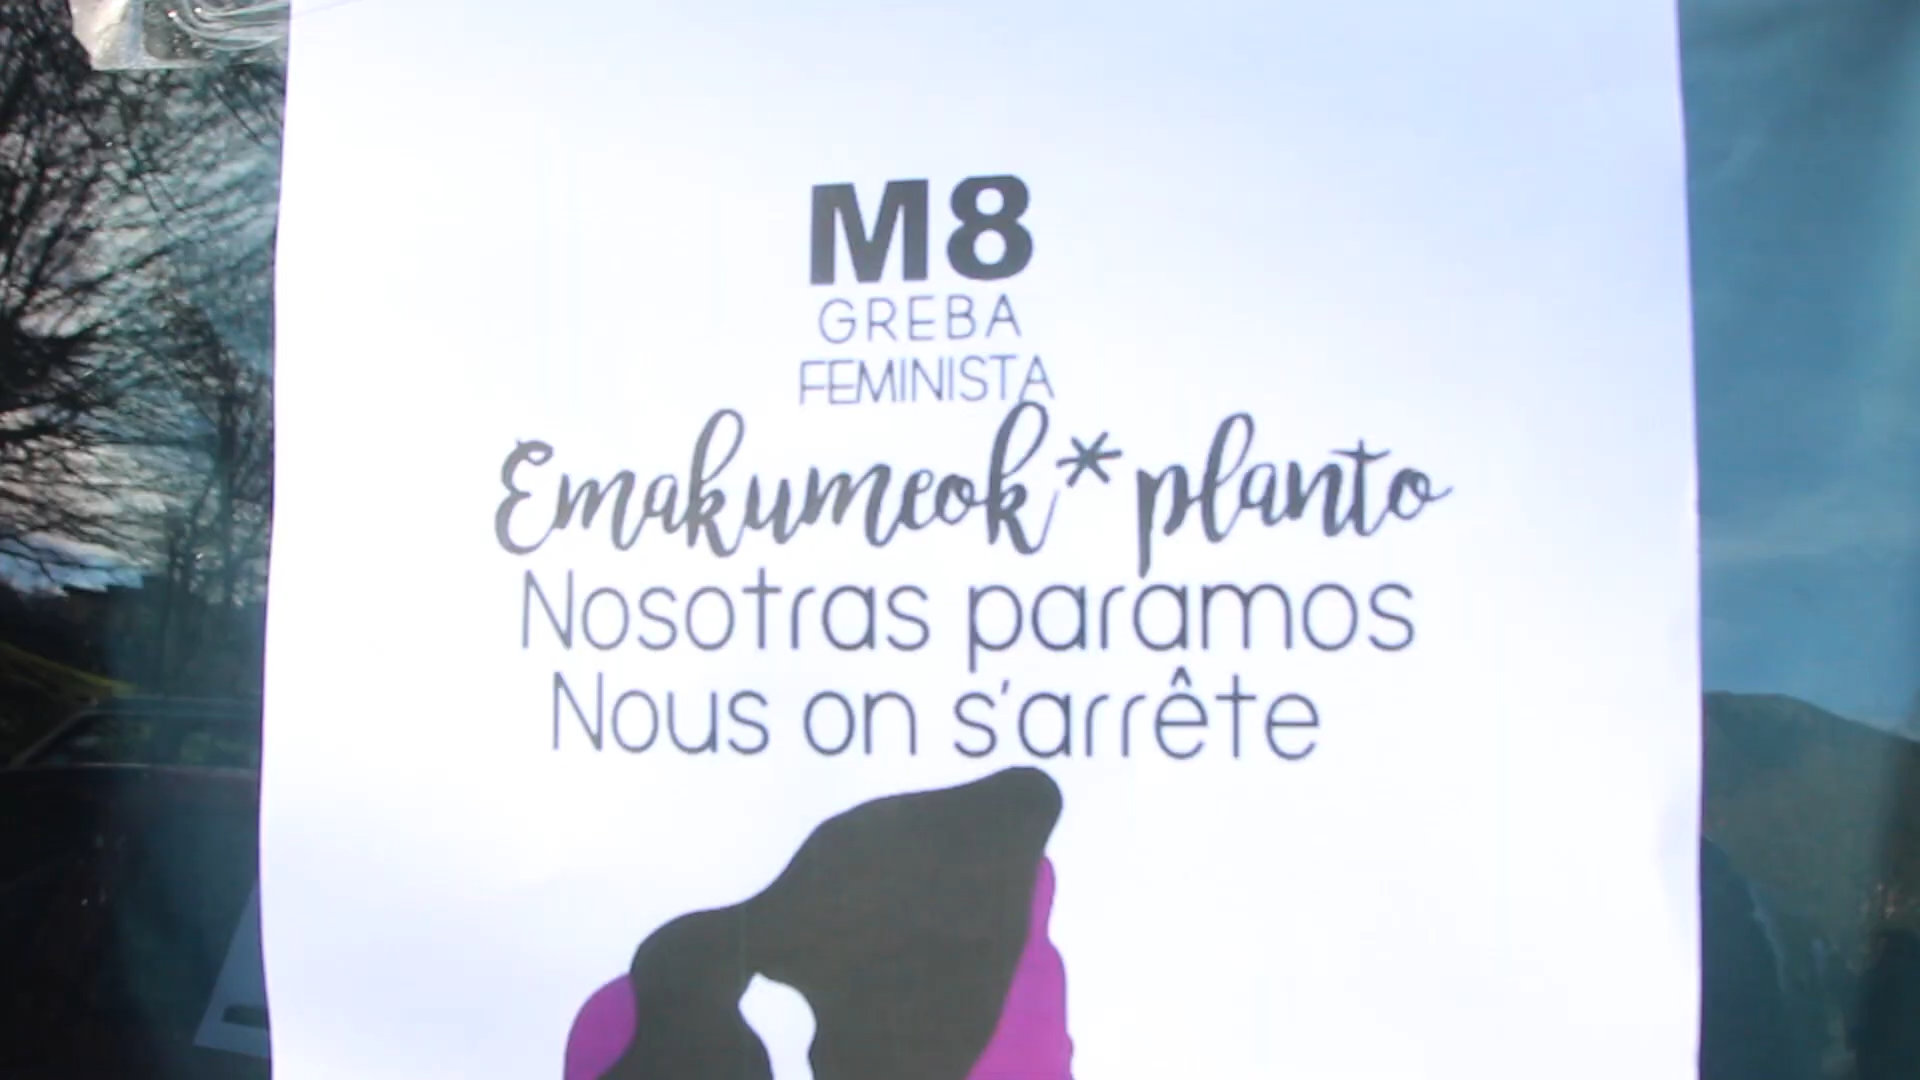 M8
GREBA
FEMINISTA
Emakumeok* planto
Nosotras paramos
Nous on s'arrête